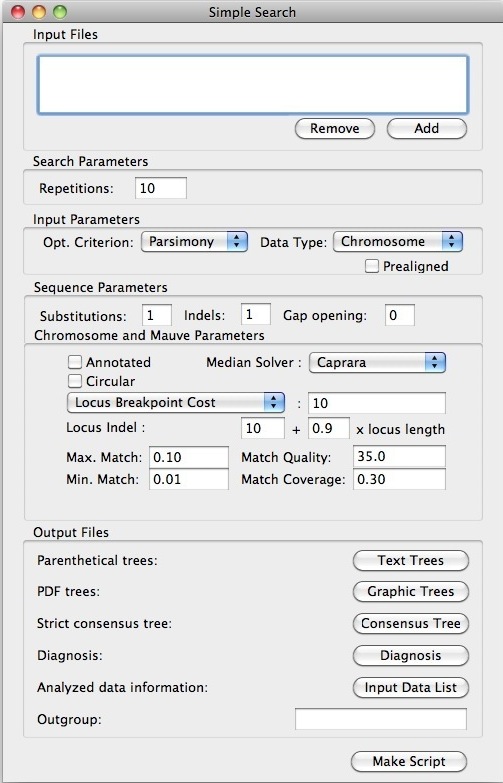 Simple Search
Input Files
Remove Add
Search Parameters
Repetitions: 10
Input Parameters
Opt. Criterion: Parsimony Data Type: Chromosome
Prealigned
Sequence Parameters
Substitutions: 1 Indels: 1 Gap opening: 0
Chromosome and Mauve Parameters
Annotated Median Solver : Caprara
Circular
Locus Breakpoint Cost : 10
Locus Indel : 10 + 0.9 x locus length
Max. Match: 0.10 Match Quality: 35.0
Min. Match: 0.01 Match Coverage: 0.30
Output Files
Parenthetical trees: Text Trees
PDF trees: Graphic Trees
Strict consensus tree: Consensus Tree
Diagnosis: Diagnosis
Analyzed data information: Input Data List
Outgroup:
Make Script